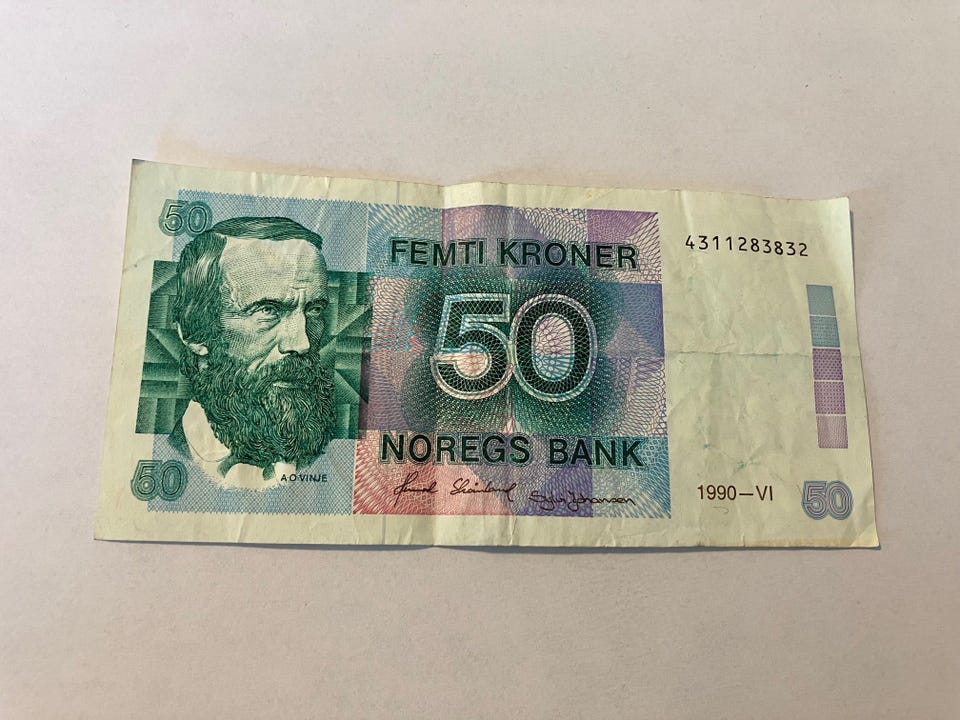 50
FEMTI KRONER
4311283832
50
NOREGS BANK
50
A O VINJE
1990—VI
50